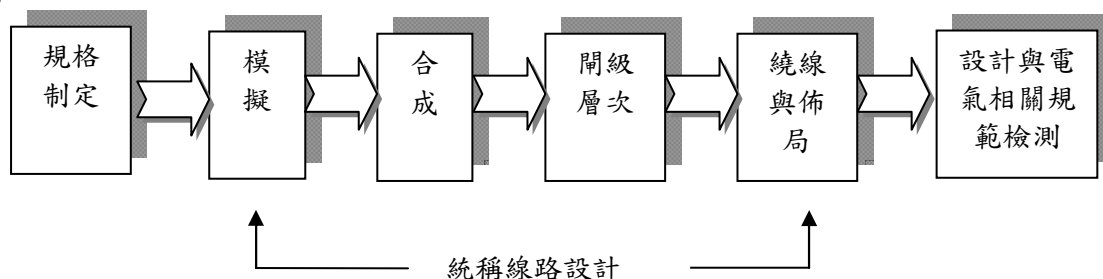 規格
制定
模
擬
合
成
閘級
層次
繞線
與佈
局
設計與電
氣相關規
範檢測
統稱線路設計